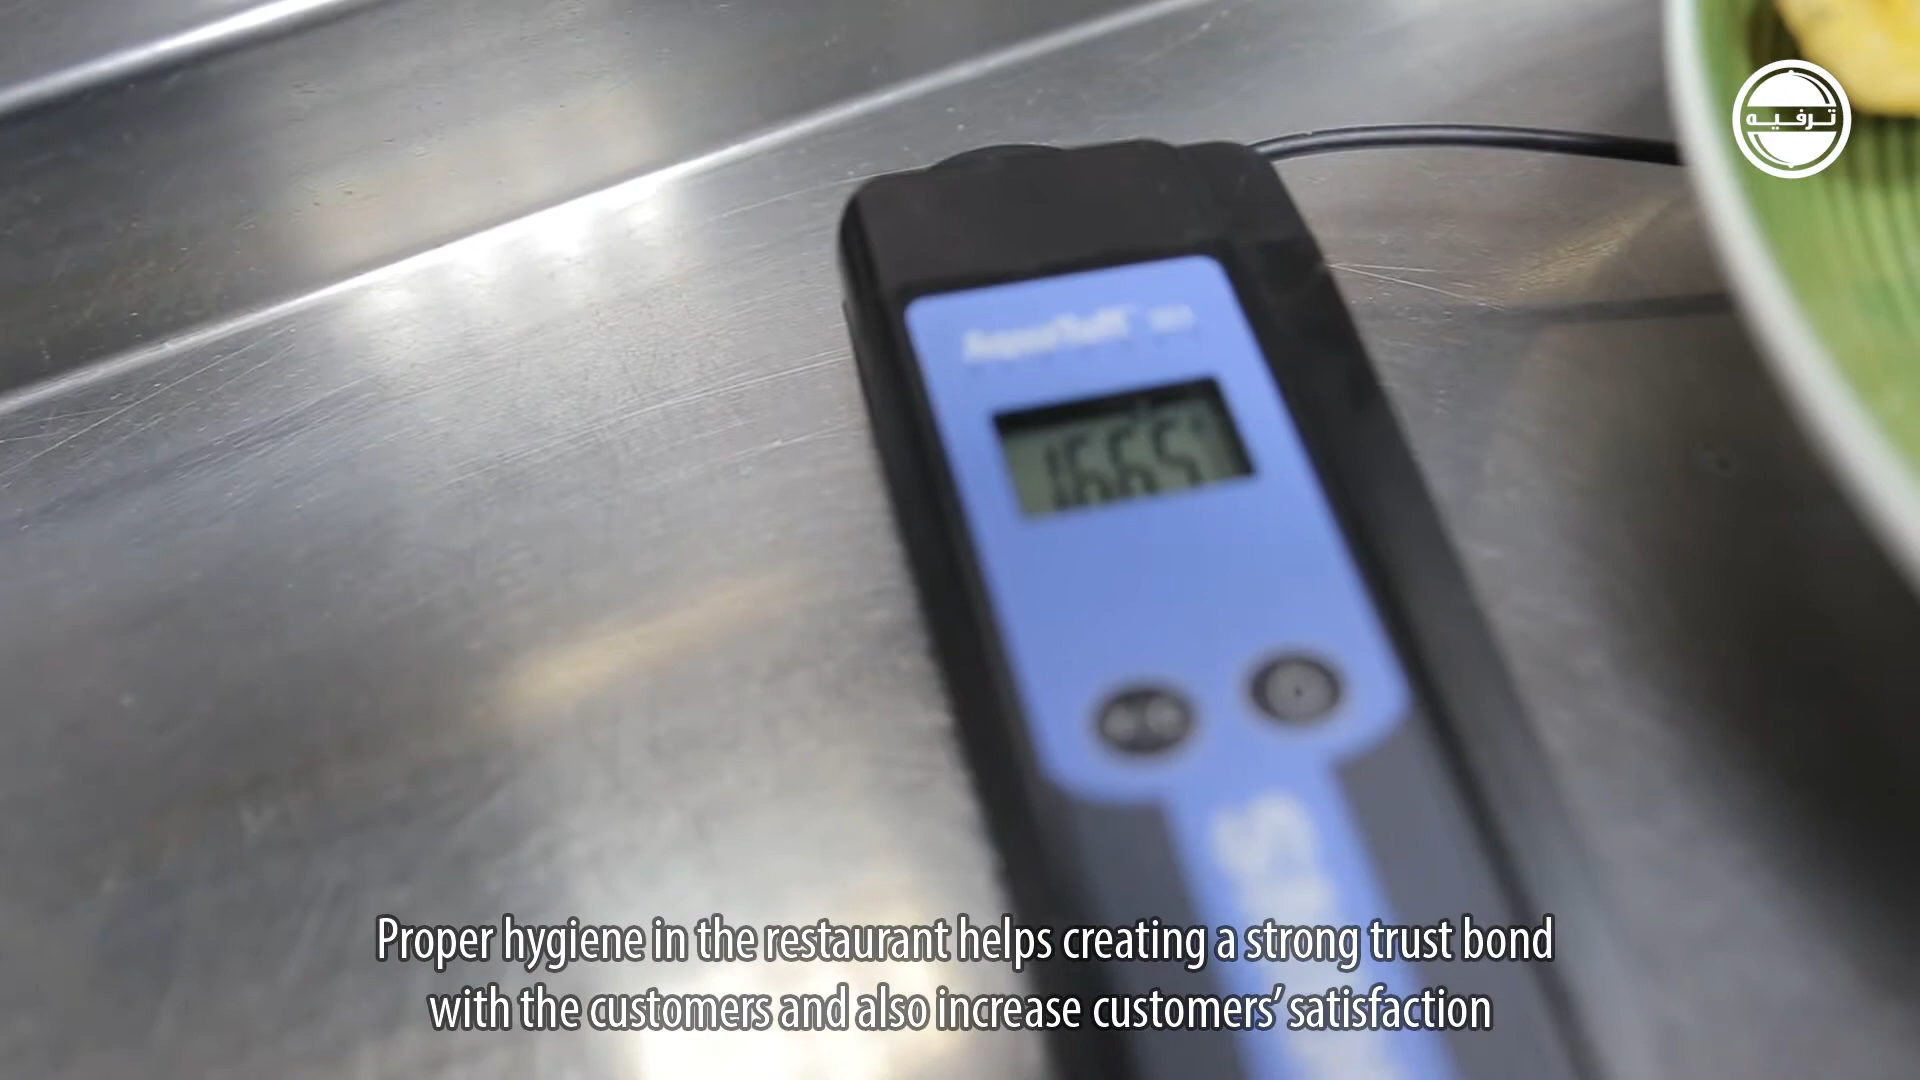 ترفيه
AquaTuff
Proper hygiene in the restaurant helps creating a strong trust bond
with the customers and also increase customers’ satisfaction